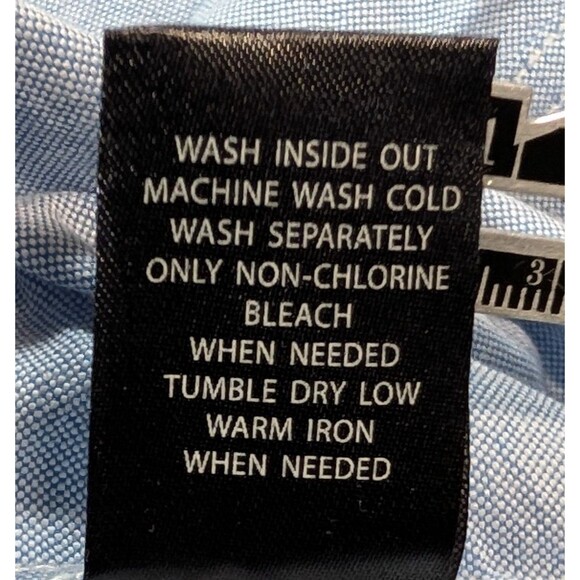 WASH INSIDE OUT
MACHINE WASH COLD
WASH SEPARATELY
ONLY NON-CHLORINE
BLEACH
WHEN NEEDED
TUMBLE DRY LOW
WARM IRON
WHEN NEEDED
3